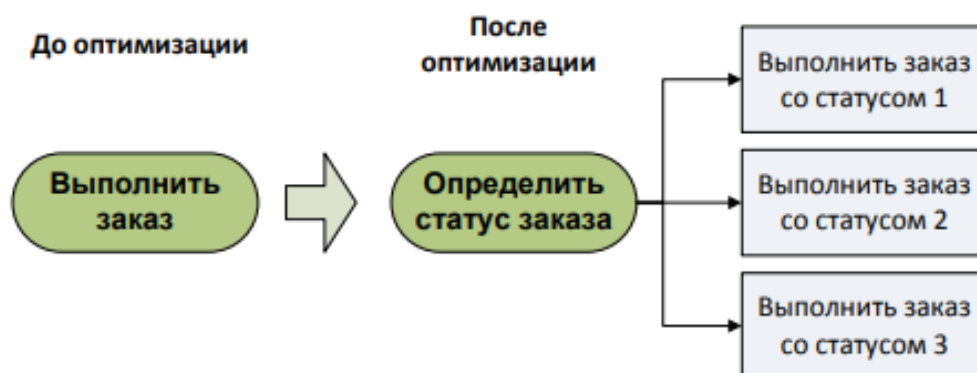 До оптимизации
После
оптимизации
Выполнить
заказ
Определить
статус заказа
Выполнить заказ
со статусом 1
Выполнить заказ
со статусом 2
Выполнить заказ
со статусом 3